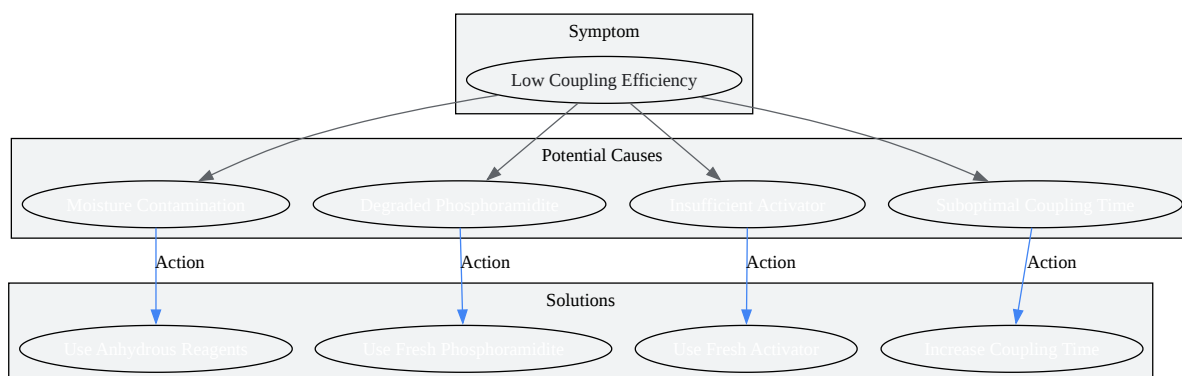 Symptom
Low Coupling Efficiency
Potential Causes
Moisture Contamination
Degraded Phosphoramidite
Insufficient Activator
Suboptimal Coupling Time
Action
Action
Action
Action
Solutions
Use Anhydrous Reagents
Use Fresh Phosphoramidite
Use Fresh Activator
Increase Coupling Time